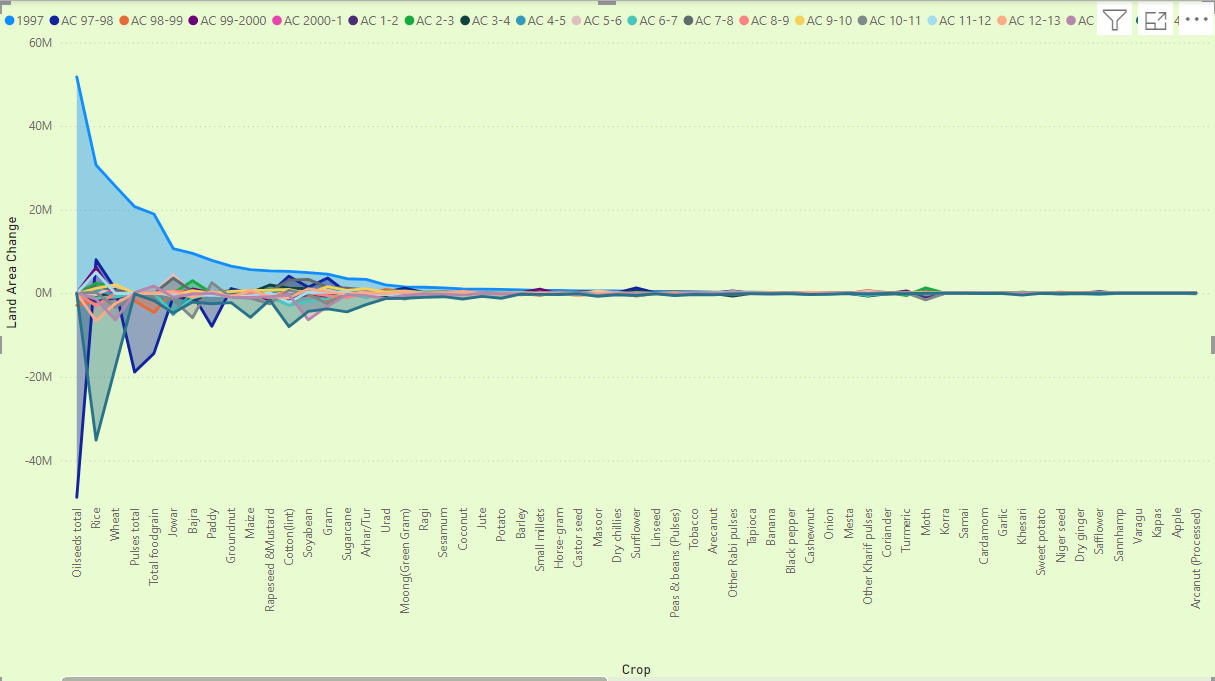 1997 AC 97-98 AC 98-99 AC 99-2000 AC 2000-1 AC 1-2 AC 2-3 AC 3-4 AC 4-5 AC 5-6 AC 6-7 AC 7-8 AC 8-9 AC 9-10 AC 10-11 AC 11-12 AC 12-13 AC
60M
40M
20M
0M
-20M
-40M
Land Area Change
Oilseeds total
Rice
Wheat
Pulses total
Total foodgrain
Jowar
Bajra
Paddy
Groundnut
Maize
Rapeseed &Mustard
Cotton(lint)
Soyabean
Gram
Sugarcane
Arhar/Tur
Urad
Moong(Green Gram)
Ragi
Sesamum
Coconut
Jute
Potato
Barley
Small millets
Horse-gram
Castor seed
Masoor
Dry chillies
Sunflower
Linseed
Peas & beans (Pulses)
Tobacco
Arecanut
Other Rabi pulses
Tapioca
Banana
Black pepper
Cashewnut
Onion
Mesta
Other Kharif pulses
Coriander
Turmeric
Moth
Korra
Samai
Cardamom
Garlic
Khesari
Sweet potato
Niger seed
Dry ginger
Safflower
Sannhamp
Varagu
Kapas
Apple
Arcanut (Processed)
Crop